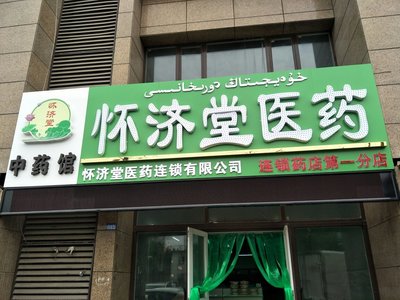 خۇەيجىتاڭ دورىخانىسى
怀济堂
怀济堂医药
中药馆
怀济堂医药连锁有限公司
连锁药店第一分店